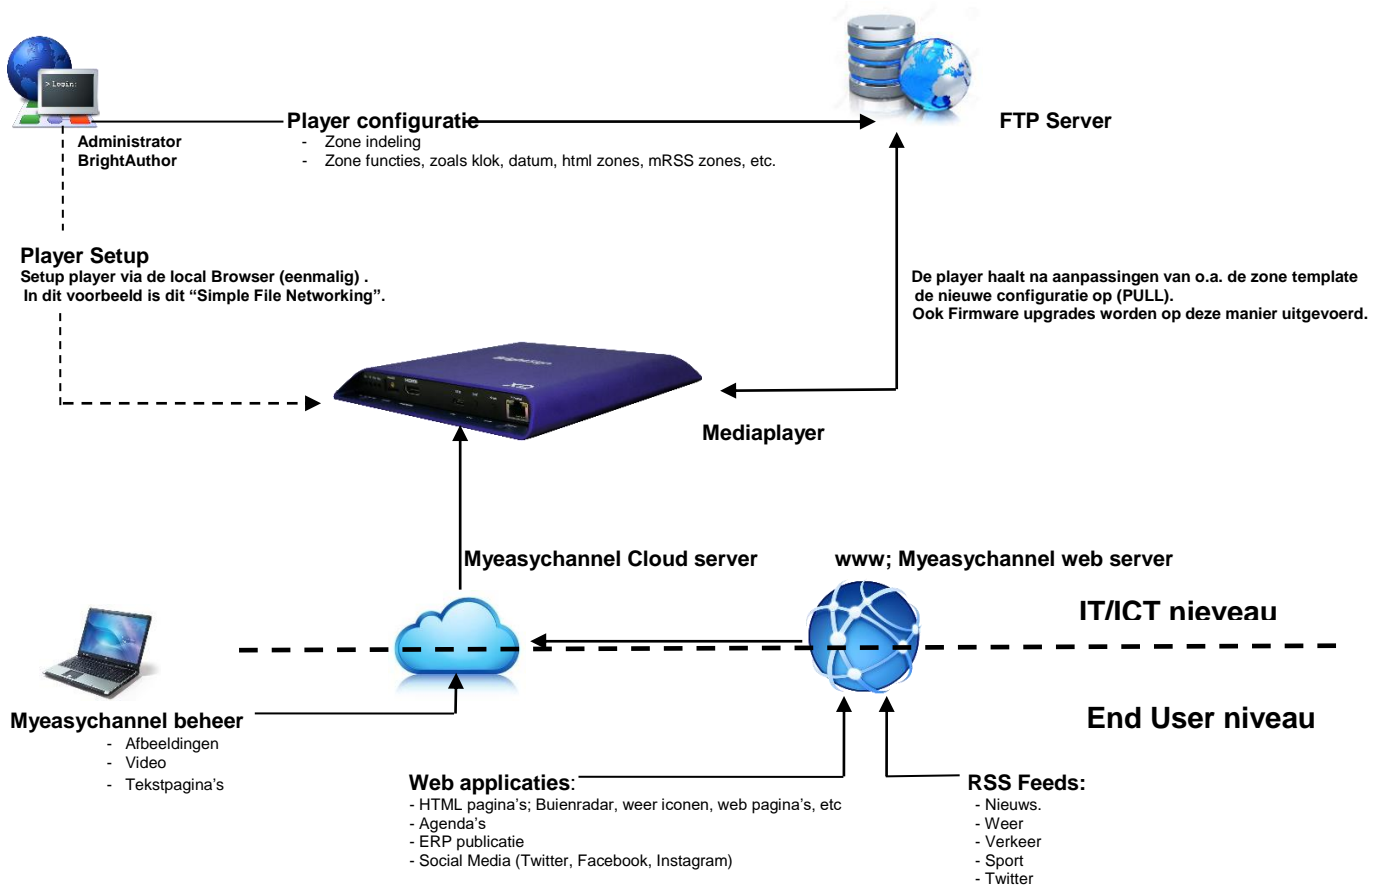 >Login:
Player configuratie
FTP Server
Administrator
BrightAuthor
- Zone indeling
- Zone functies, zoals klok, datum, html zones, mRSS zones, etc.
Player Setup
Setup player via de local Browser (eenmalig) .
In dit voorbeeld is dit “Simple File Networking”.
De player haalt na aanpassingen van o.a. de zone template
de nieuwe configuratie op (PULL).
Ook Firmware upgrades worden op deze manier uitgevoerd.
Mediaplayer
Myeasychannel Cloud server
www; Myeasychannel web server
IT/ICT nieveau
Myeasychannel beheer
- Afbeeldingen
- Video
- Tekstpagina’s
End User niveau
Web applicaties:
- HTML pagina’s; Buienradar, weer iconen, web pagina’s, etc
- Agenda’s
- ERP publicatie
- Social Media (Twitter, Facebook, Instagram)
RSS Feeds:
- Nieuws.
- Weer
- Verkeer
- Sport
- Twitter